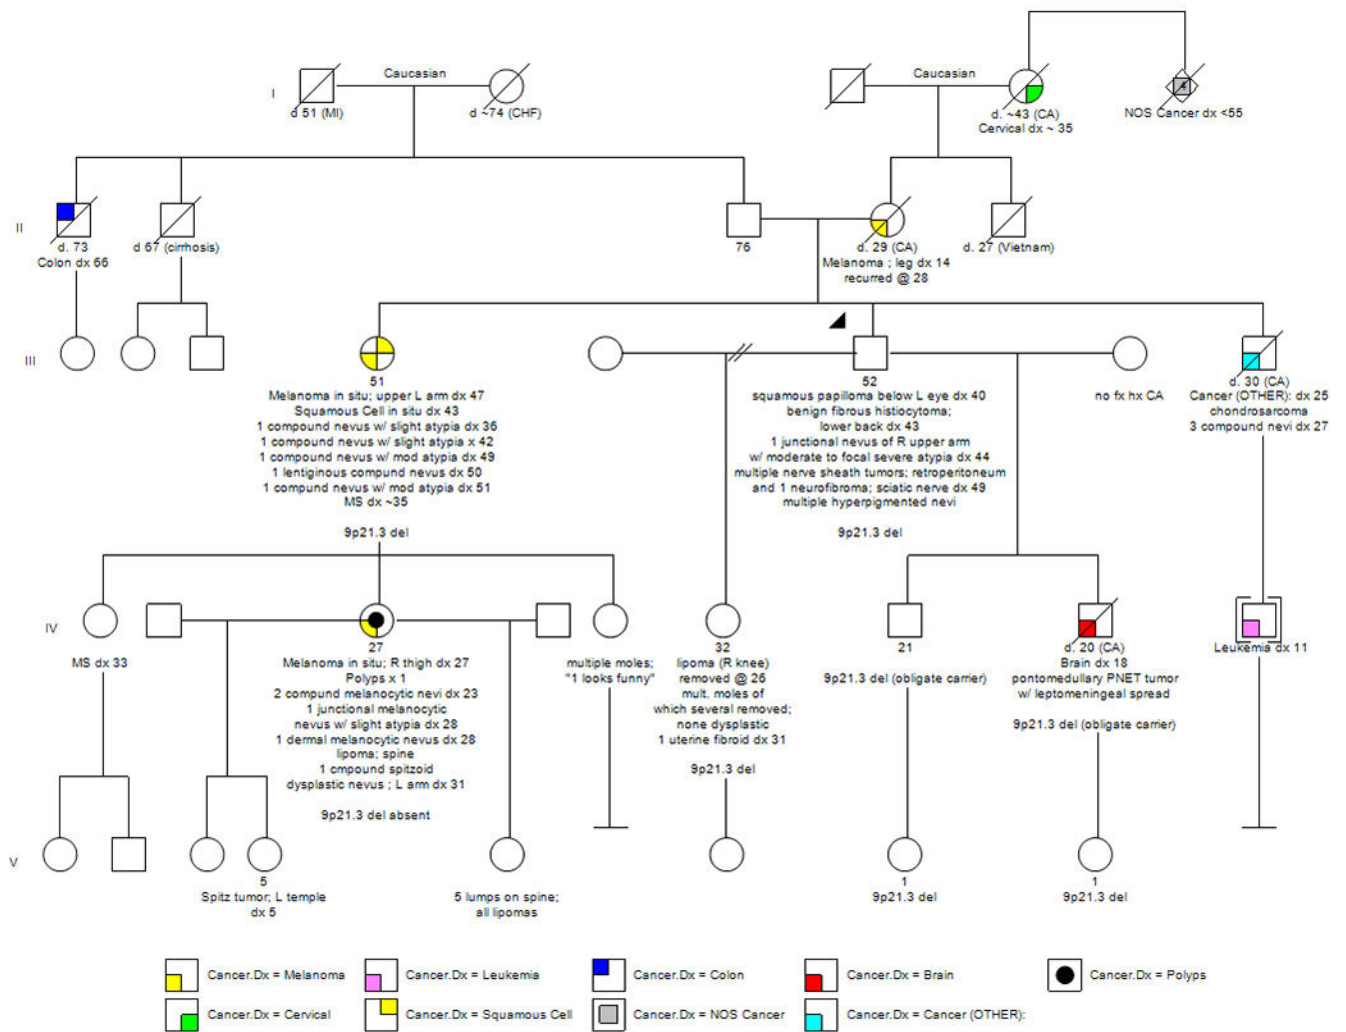 Caucasian
Caucasian
I
d 51 (MI)
d ~74 (CHF)
d. ~43 (CA)
Cervical dx ~ 35
4
NOS Cancer dx <55
II
d. 73
Colon dx 66
d 67 (cirrhosis)
76
d. 29 (CA)
Melanoma ; leg dx 14
recurred @ 28
d. 27 (Vietnam)
III
51
Melanoma in situ; upper L arm dx 47
Squamous Cell in situ dx 43
1 compound nevus w/ slight atypia dx 36
1 compound nevus w/ slight atypia x 42
1 compound nevus w/ mod atypia dx 49
1 lentiginous compund nevus dx 50
1 compund nevus w/ mod atypia dx 51
MS dx ~35
9p21.3 del
52
squamous papilloma below L eye dx 40
benign fibrous histiocytoma;
lower back dx 43
1 junctional nevus of R upper arm
w/ moderate to focal severe atypia dx 44
multiple nerve sheath tumors; retroperitoneum
and 1 neurofibroma; sciatic nerve dx 49
multiple hyperpigmented nevi
9p21.3 del
no fx hx CA
d. 30 (CA)
Cancer (OTHER): dx 25
chondrosarcoma
3 compound nevi dx 27
IV
MS dx 33
27
Melanoma in situ; R thigh dx 27
Polyps x 1
2 compund melanocytic nevi dx 23
1 junctional melanocytic
nevus w/ slight atypia dx 28
1 dermal melanocytic nevus dx 28
lipoma; spine
1 cmpound spitzoid
dysplastic nevus ; L arm dx 31
9p21.3 del absent
multiple moles;
"1 looks funny"
32
lipoma (R knee)
removed @ 26
mult. moles of
which several removed;
none dysplastic
1 uterine fibroid dx 31
9p21.3 del
21
9p21.3 del (obligate carrier)
d. 20 (CA)
Brain dx 18
pontomedullary PNET tumor
w/ leptomeningeal spread
9p21.3 del (obligate carrier)
Leukemia dx 11
V
5
Spitz tumor; L temple
dx 5
5 lumps on spine;
all lipomas
1
9p21.3 del
1
9p21.3 del
Cancer.Dx = Melanoma
Cancer.Dx = Leukemia
Cancer.Dx = Colon
Cancer.Dx = Brain
Cancer.Dx = Polyps
Cancer.Dx = Cervical
Cancer.Dx = Squamous Cell
Cancer.Dx = NOS Cancer
Cancer.Dx = Cancer (OTHER):